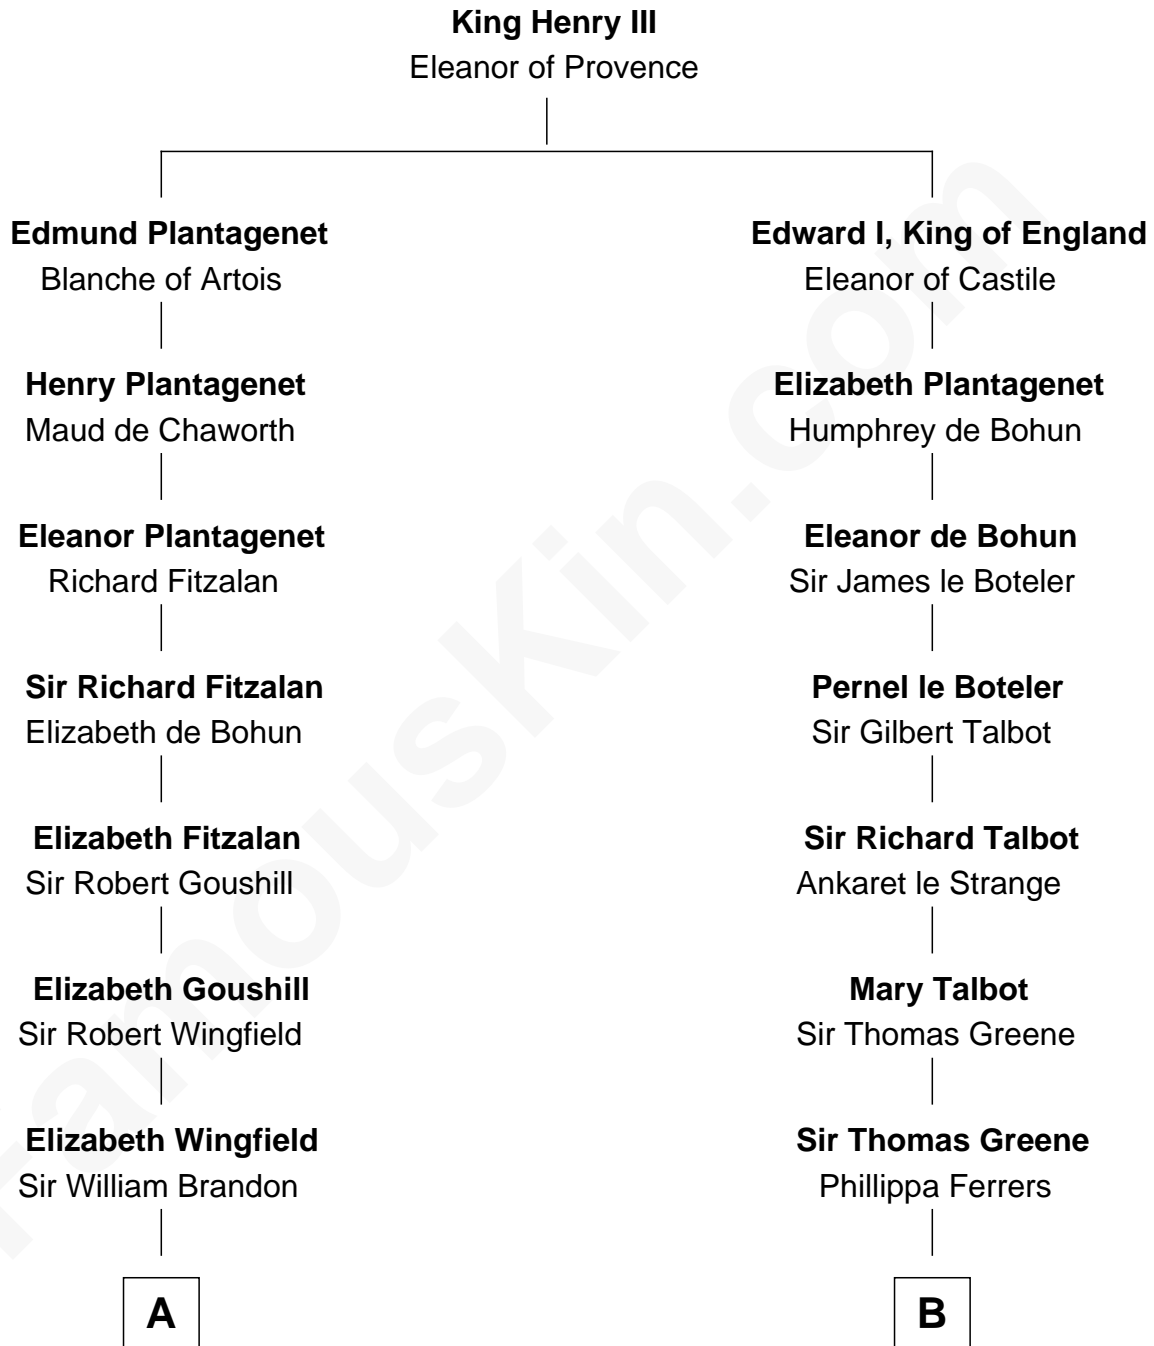 King Henry III
Eleanor of Provence
Edmund Plantagenet
Blanche of Artois
Henry Plantagenet
Maud de Chaworth
Eleanor Plantagenet
Richard Fitzalan
Sir Richard Fitzalan
Elizabeth de Bohun
Elizabeth Fitzalan
Sir Robert Goushill
Elizabeth Goushill
Sir Robert Wingfield
Elizabeth Wingfield
Sir William Brandon
A
Edward I, King of England
Eleanor of Castile
Elizabeth Plantagenet
Humphrey de Bohun
Eleanor de Bohun
Sir James le Boteler
Pernel le Boteler
Sir Gilbert Talbot
Sir Richard Talbot
Ankaret le Strange
Mary Talbot
Sir Thomas Greene
Sir Thomas Greene
Phillippa Ferrers
B
FamousKin.com